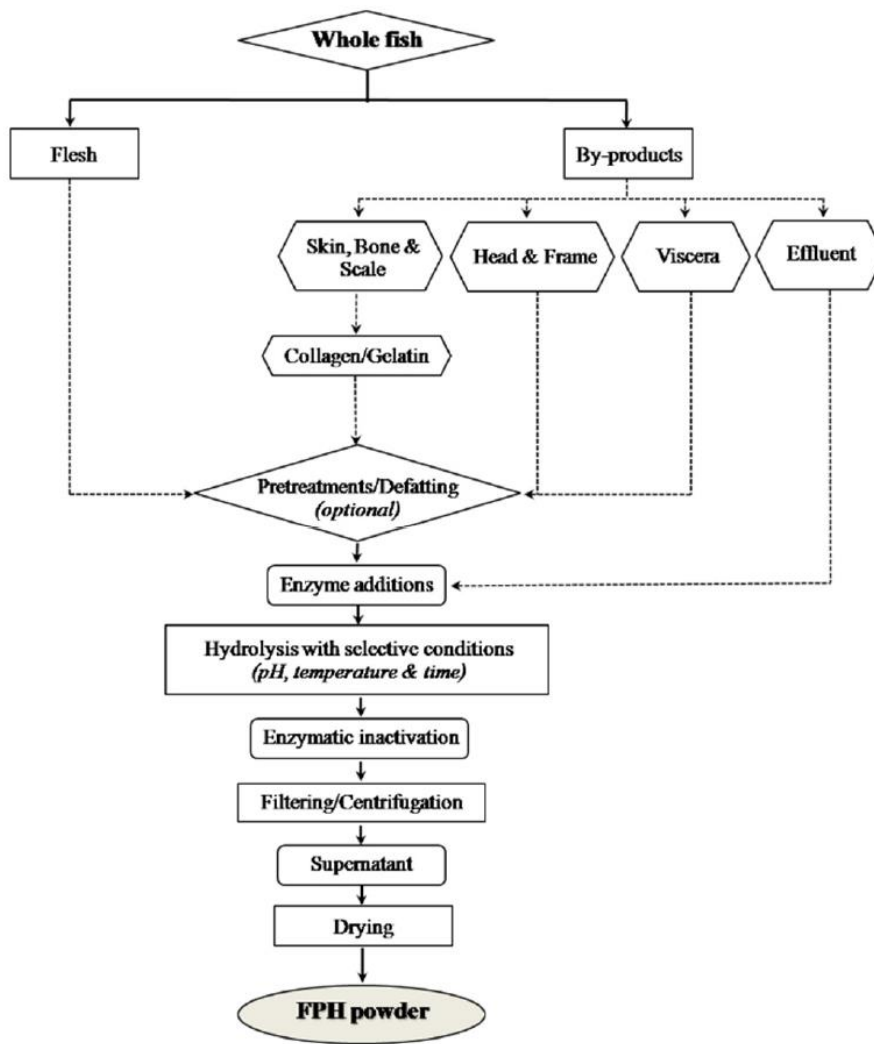 Whole fish
Flesh
By-products
Skin, Bone &
Scale
Head & Frame
Viscera
Effluent
Collagen/Gelatin
Pretreatments/Defatting
(optional)
Enzyme additions
Hydrolysis with selective conditions
(pH, temperature & time)
Enzymatic inactivation
Filtering/Centrifugation
Supernatant
Drying
FPH powder